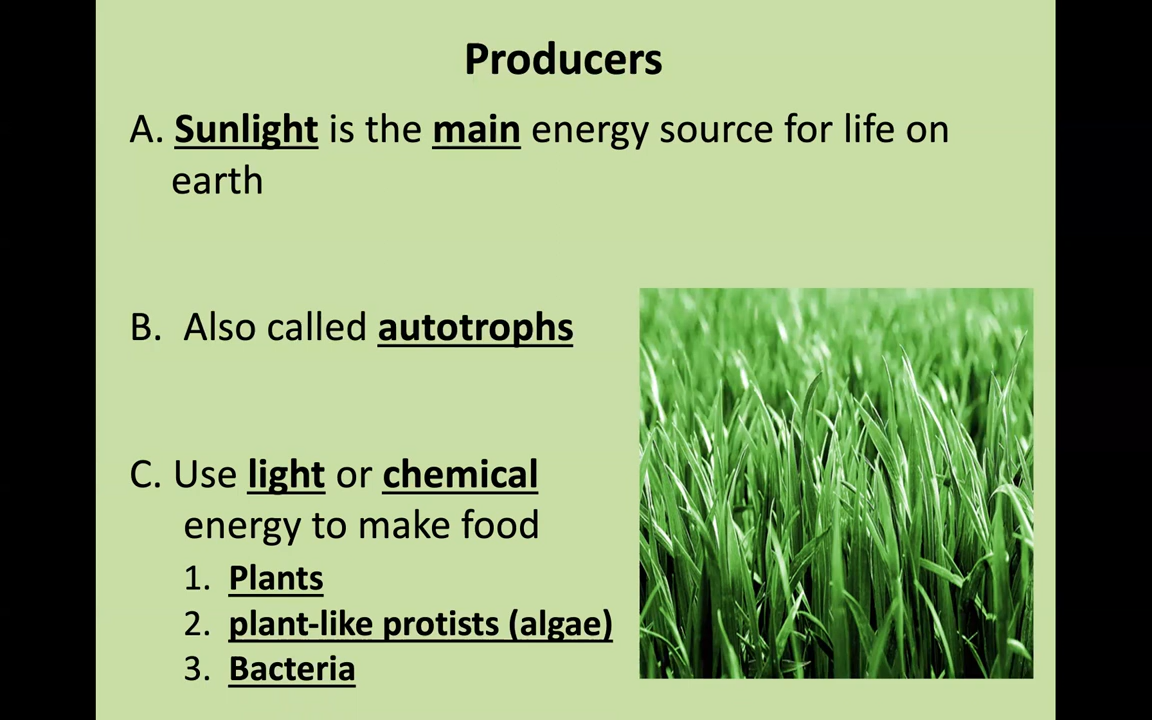 Producers
A. Sunlight is the main energy source for life on
earth
B. Also called autotrophs
C. Use light or chemical
energy to make food
1. Plants
2. plant-like protists (algae)
3. Bacteria